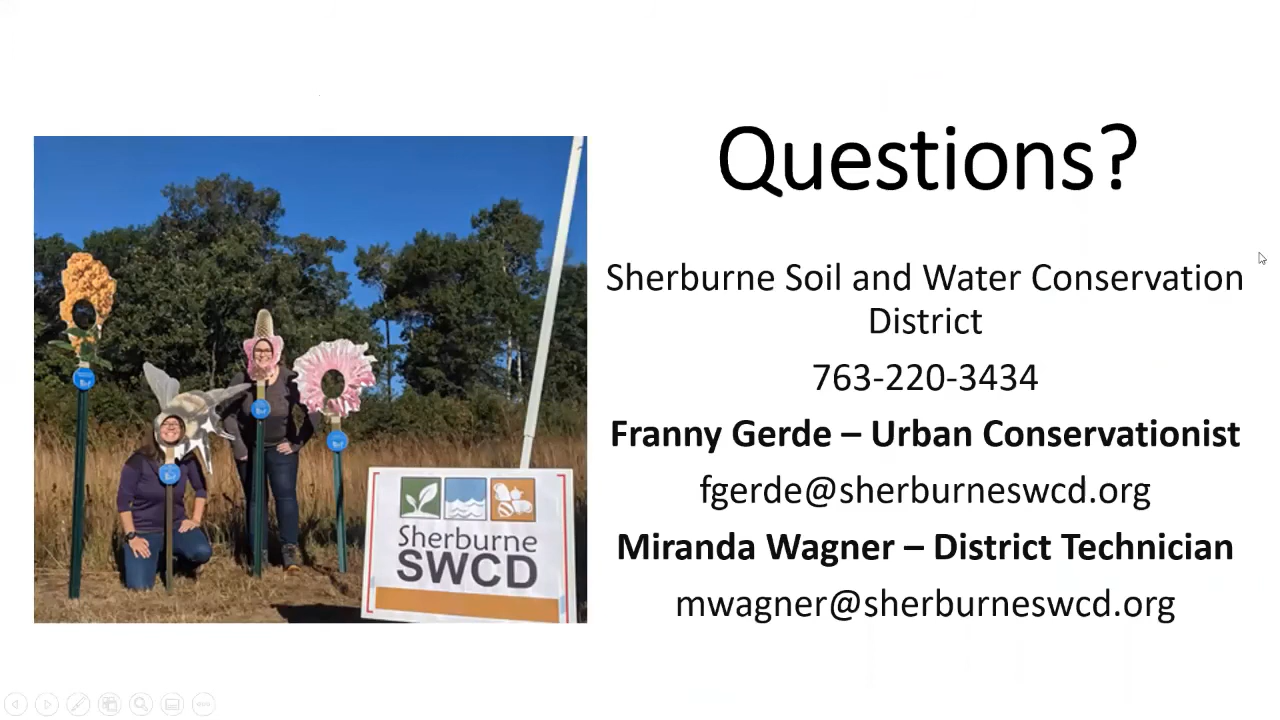 Questions?
Sherburne Soil and Water Conservation
District
763-220-3434
Franny Gerde – Urban Conservationist
fgerde@sherburneswcd.org
Miranda Wagner – District Technician
mwagner@sherburneswcd.org
Sherburne
SWCD